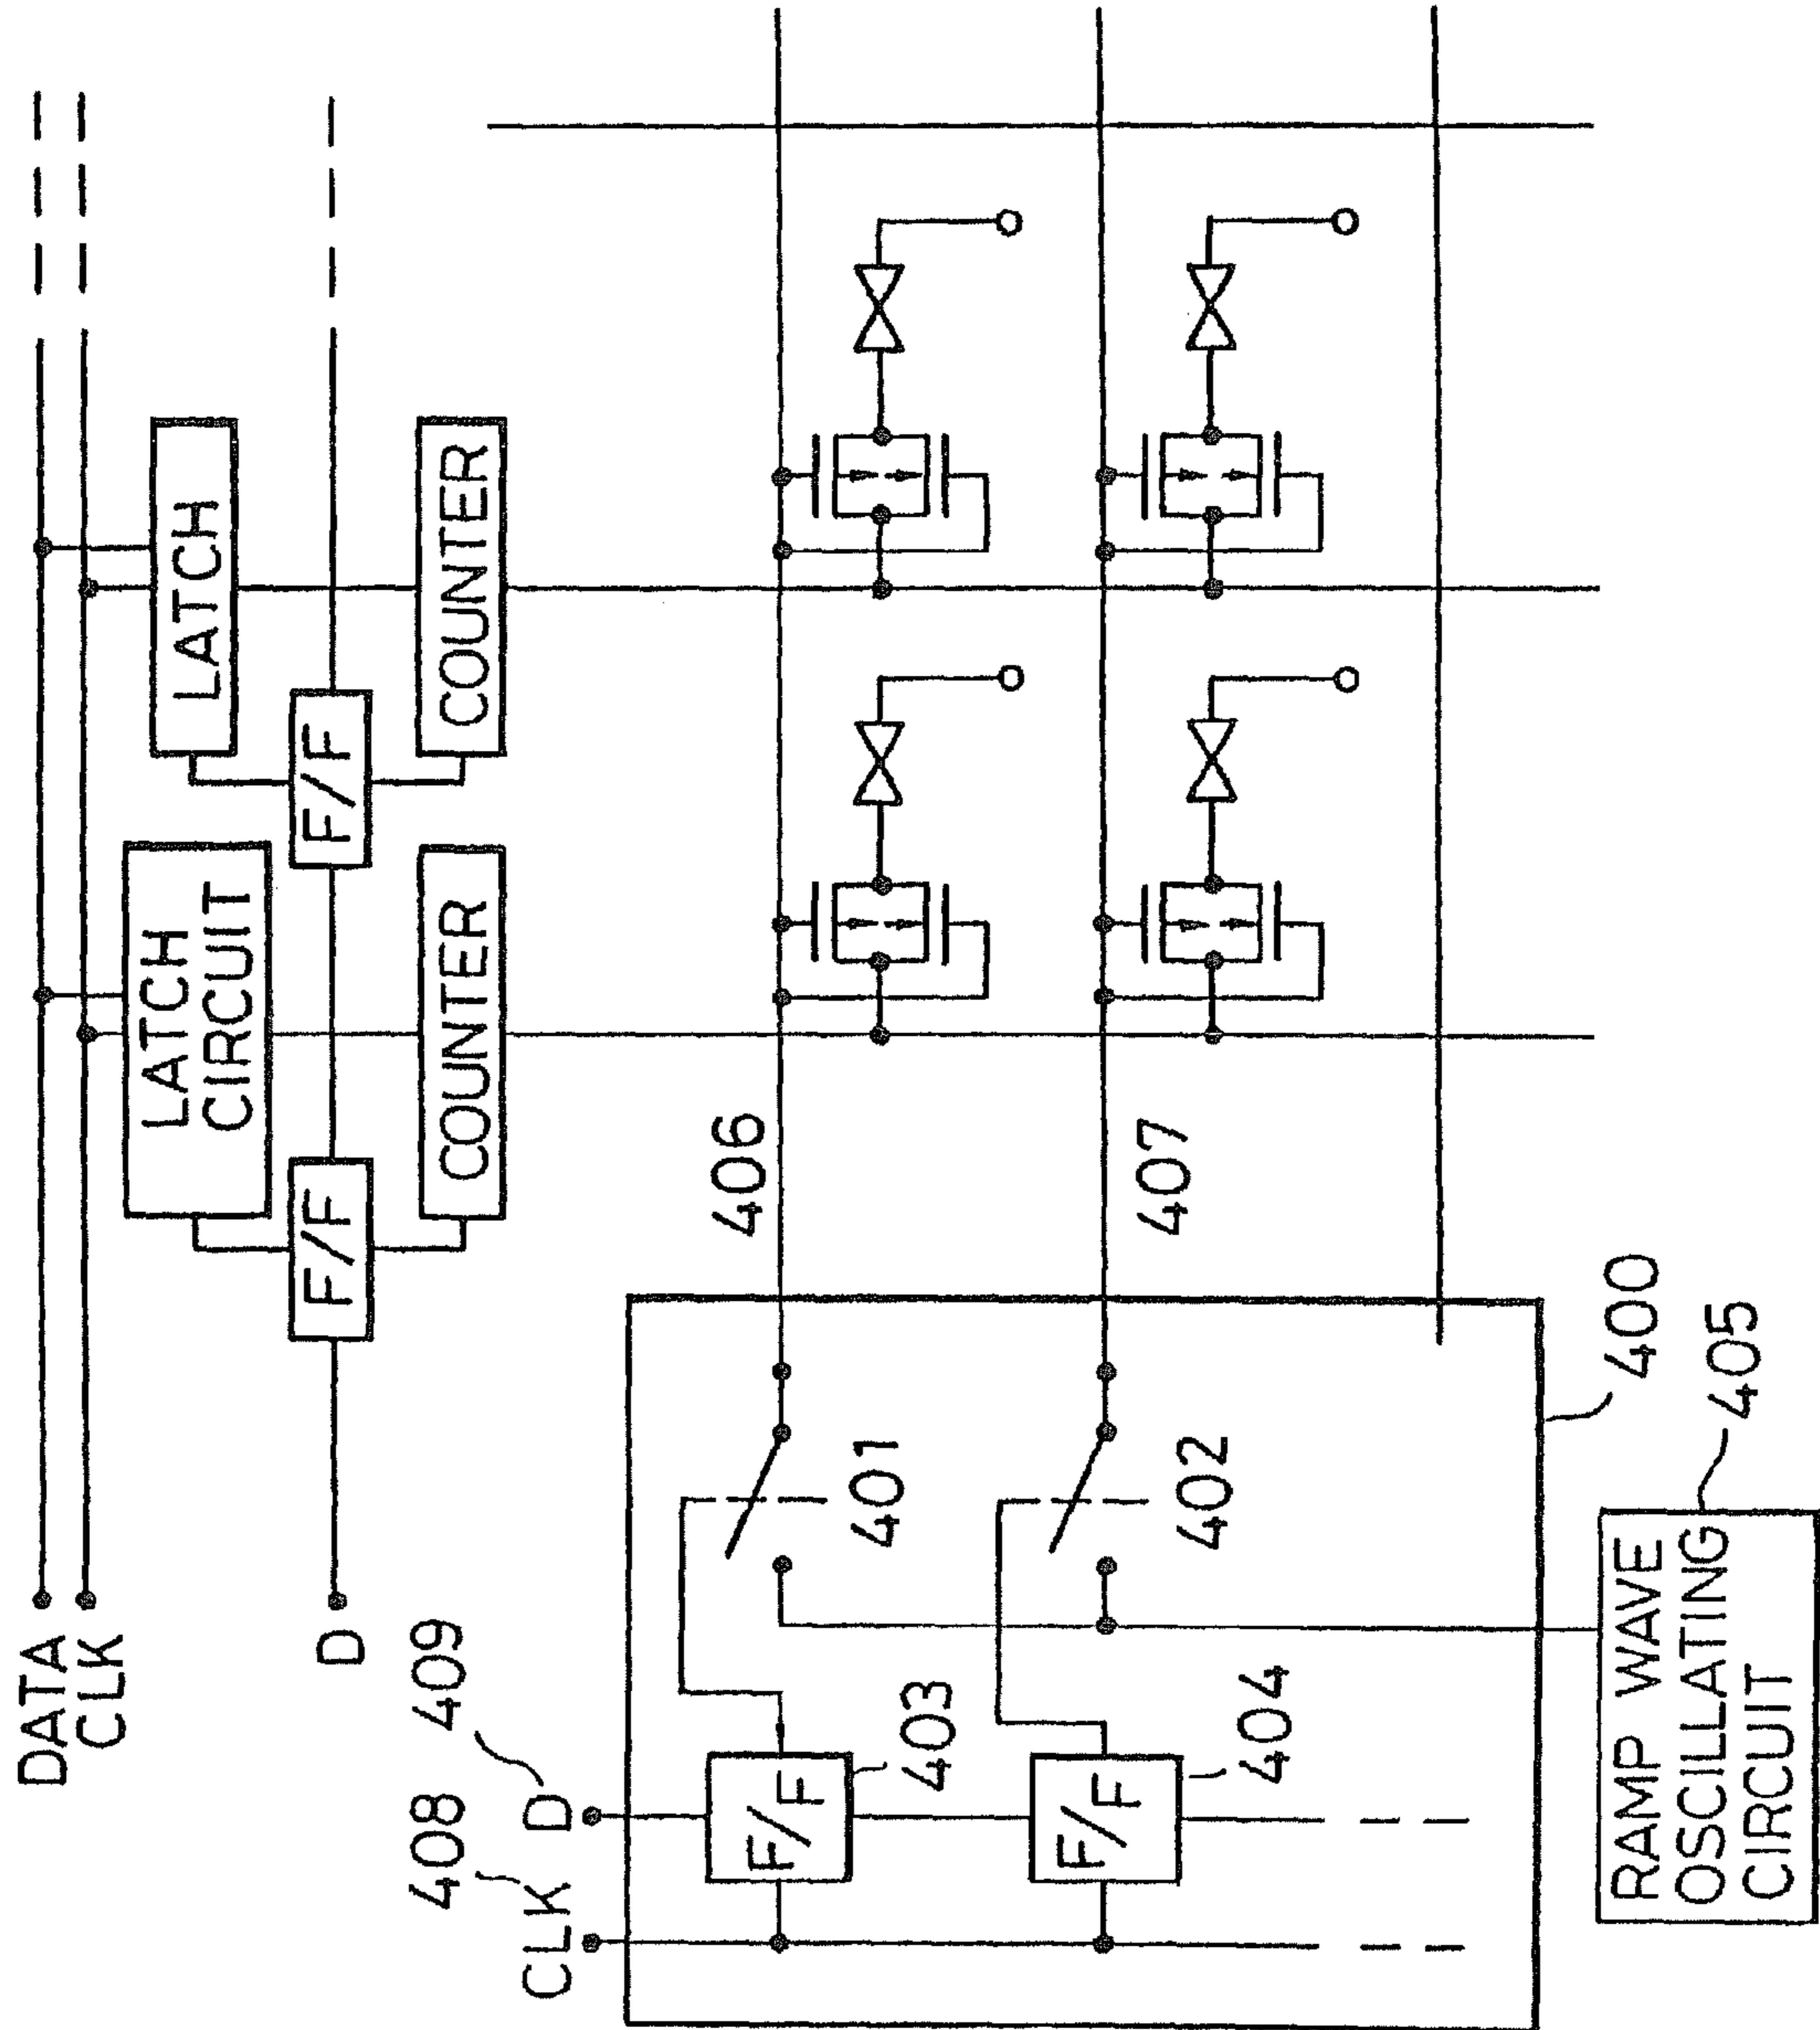 DATA
CLK
D
LATCH
CIRCUIT
LATCH
F/F
F/F
COUNTER
COUNTER
406
407
408
409
CLK
D
F/F
403
F/F
404
401
402
400
405
RAMP WAVE
OSCILLATING
CIRCUIT